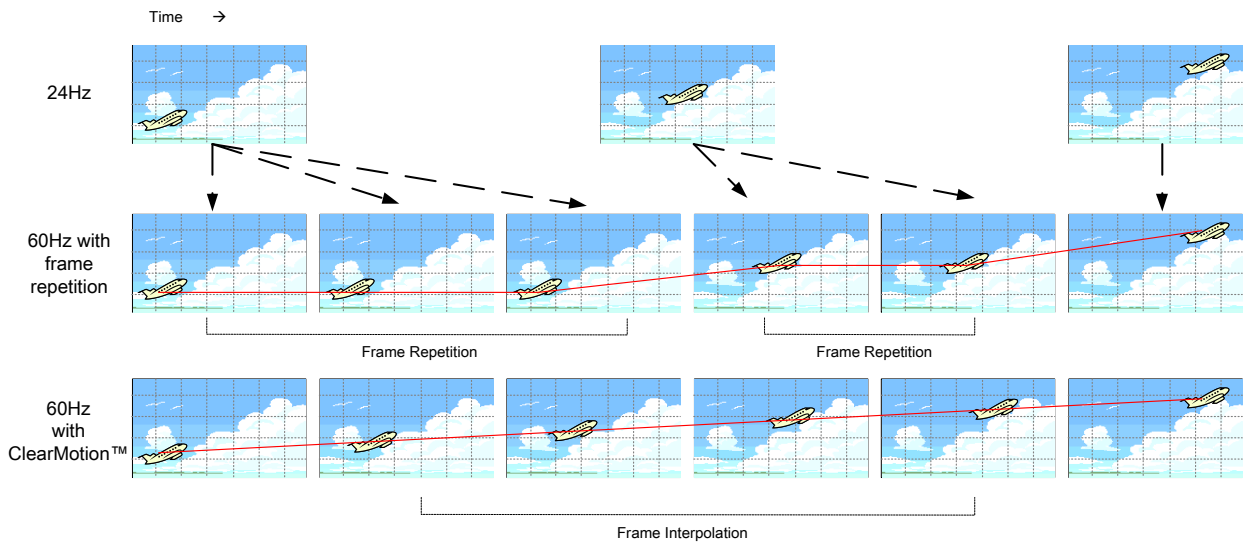 Time →
24Hz
60Hz with
frame
repetition
Frame Repetition
Frame Repetition
60Hz
with
ClearMotion™
Frame Interpolation